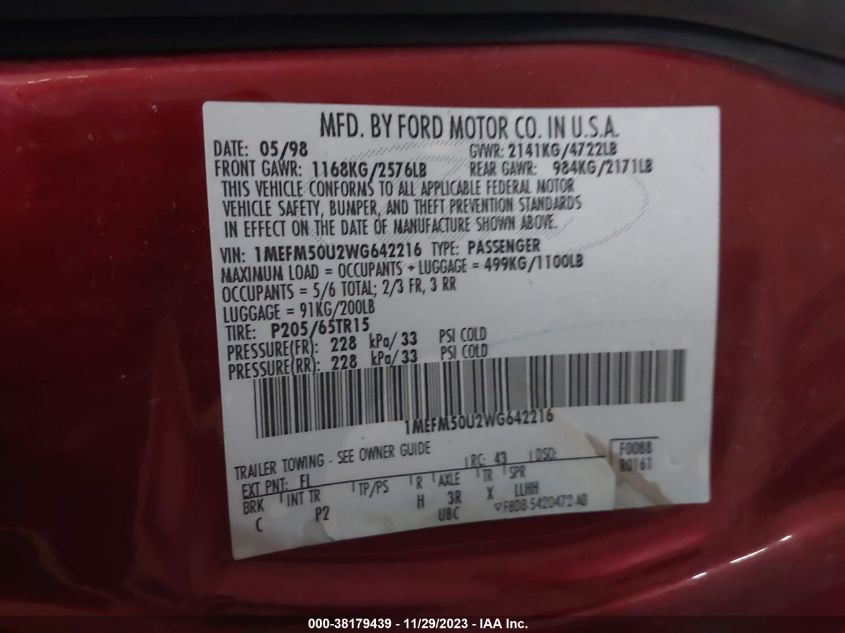 MFD. BY FORD MOTOR CO. IN U.S.A.
DATE: 05/98 GVWR: 2141KG/4722LB
FRONT GAWR: 1168KG/2576LB REAR GAWR: 984KG/2171LB
THIS VEHICLE CONFORMS TO ALL APPLICABLE FEDERAL MOTOR
VEHICLE SAFETY, BUMPER, AND THEFT PREVENTION STANDARDS
IN EFFECT ON THE DATE OF MANUFACTURE SHOWN ABOVE.
VIN: 1MEFM50U2WG642216 TYPE: PASSENGER
MAXIMUM LOAD = OCCUPANTS + LUGGAGE = 499KG/1100LB
OCCUPANTS = 5/6 TOTAL; 2/3 FR, 3 RR
LUGGAGE = 91KG/200LB
TIRE: P205/65TR15
PRESSURE(FR): 228 kPa/ 33 PSI COLD
PRESSURE(RR): 228 kPa/ 33 PSI COLD
1MEFM50U2WG642216
TRAILER TOWING - SEE OWNER GUIDE
EXT PNT: FL RC: 43 DSO: F0088
R0161
BRK INT TR TP/PS R AXLE TR SPR
C P2 H 3R X LLHH
UBC F8DB-5420472-AB
000-38179439 - 11/29/2023 - IAA Inc.